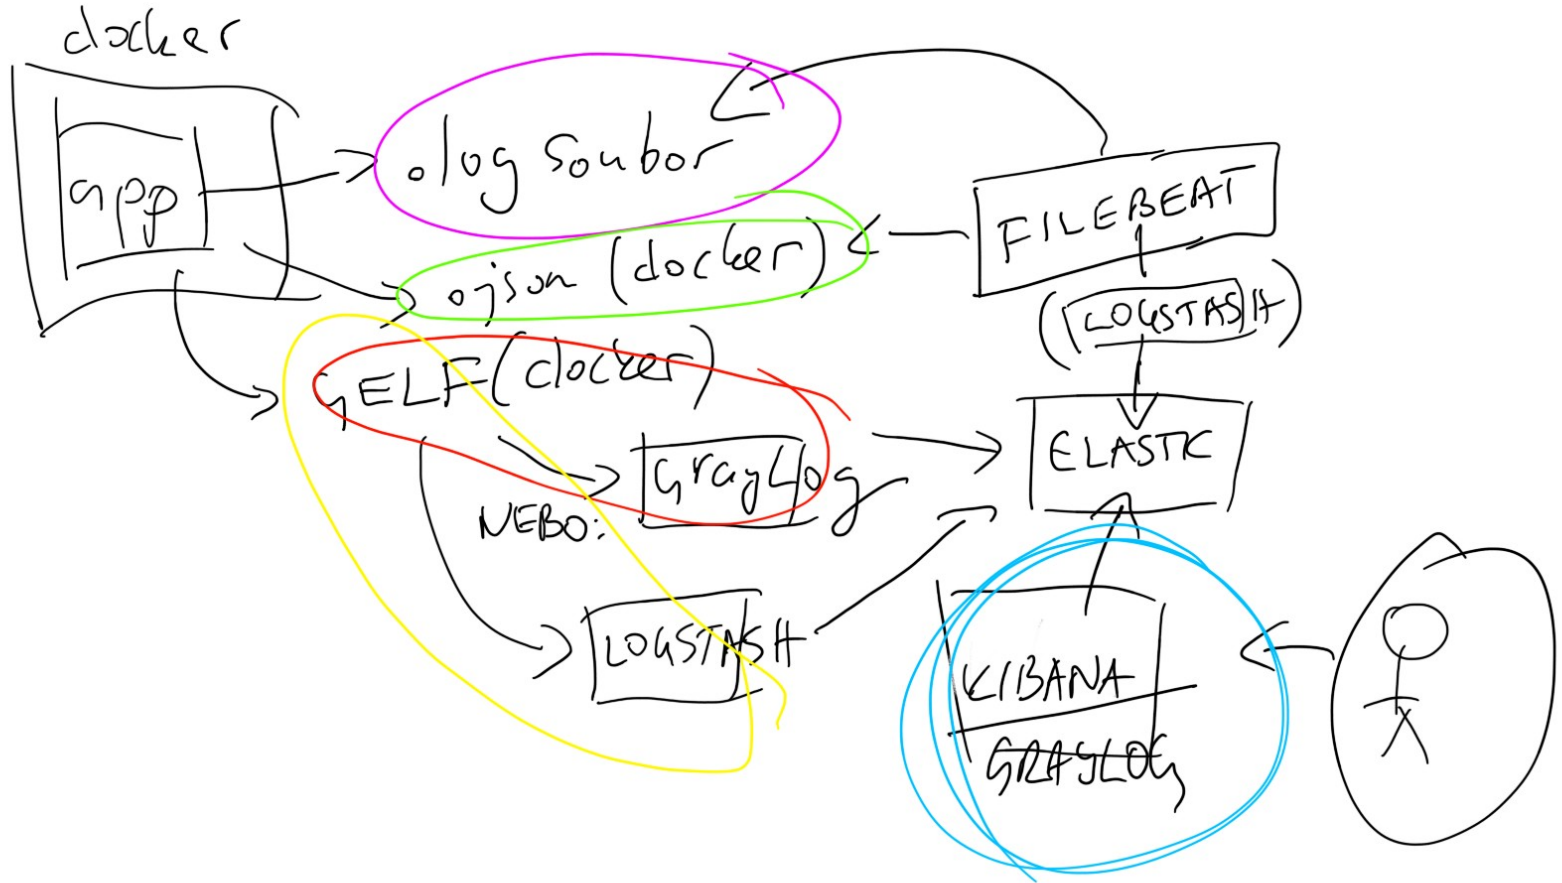 docker
app
.log soubor
.json (docker)
GELF (docker)
GrayLog
NEBO:
LOGSTASH
FILEBEAT
(LOGSTASH)
ELASTIC
KIBANA
GRAYLOG